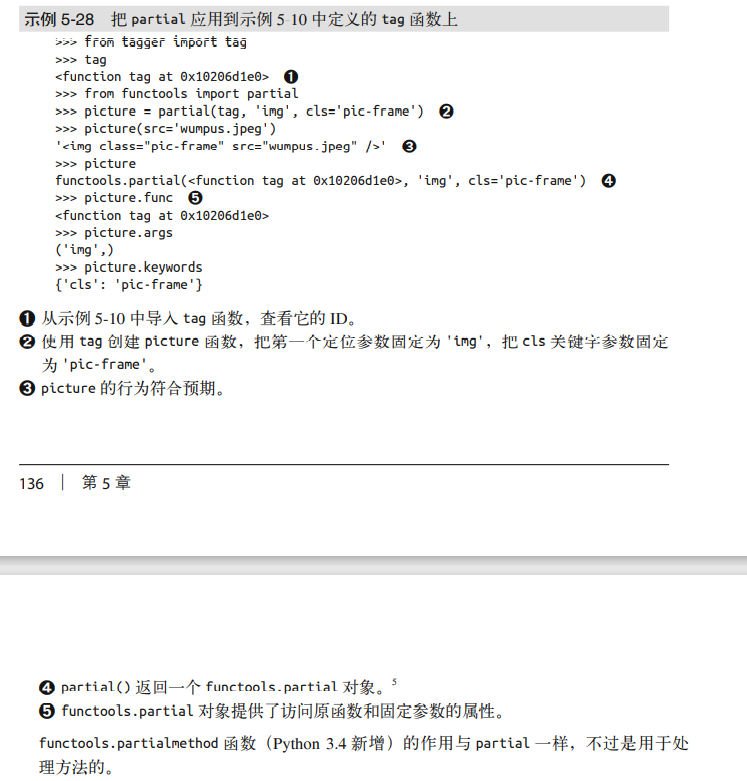 示例 5-28 把 partial 应用到示例 5-10 中定义的 tag 函数上
>>> from tagger import tag
>>> tag
<function tag at 0x10206d1e0> ❶
>>> from functools import partial
>>> picture = partial(tag, 'img', cls='pic-frame') ❷
>>> picture(src='wumpus.jpeg')
'<img class="pic-frame" src="wumpus.jpeg" />' ❸
>>> picture
functools.partial(<function tag at 0x10206d1e0>, 'img', cls='pic-frame') ❹
>>> picture.func ❺
<function tag at 0x10206d1e0>
>>> picture.args
('img',)
>>> picture.keywords
{'cls': 'pic-frame'}
❶ 从示例 5-10 中导入 tag 函数，查看它的 ID。
❷ 使用 tag 创建 picture 函数，把第一个定位参数固定为 'img'，把 cls 关键字参数固定
为 'pic-frame'。
❸ picture 的行为符合预期。
136 | 第 5 章
❹ partial() 返回一个 functools.partial 对象。5
❺ functools.partial 对象提供了访问原函数和固定参数的属性。
functools.partialmethod 函数（Python 3.4 新增）的作用与 partial 一样，不过是用于处
理方法的。